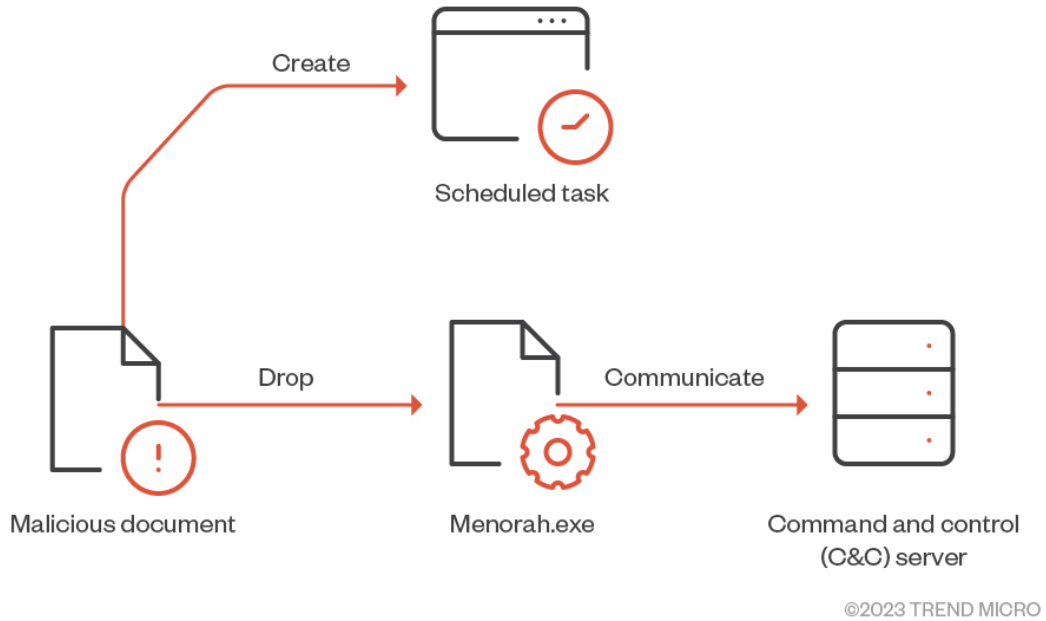 Create
Scheduled task
Drop
Communicate
Malicious document
Menorah.exe
Command and control
(C&C) server
©2023 TREND MICRO